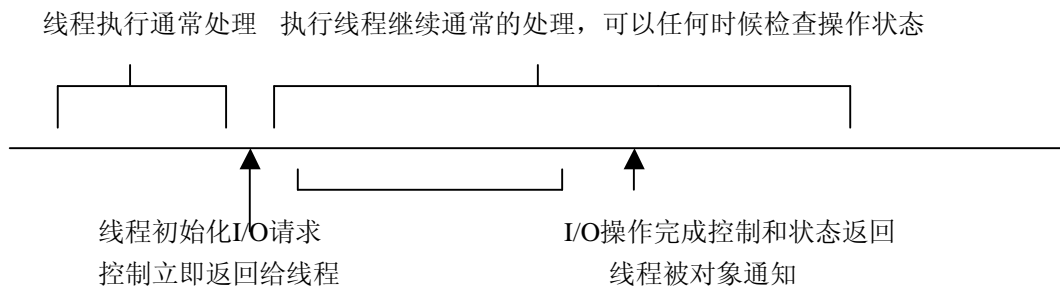 线程执行通常处理 执行线程继续通常的处理，可以任何时候检查操作状态
线程初始化I/O请求
控制立即返回给线程
I/O操作完成控制和状态返回
线程被对象通知